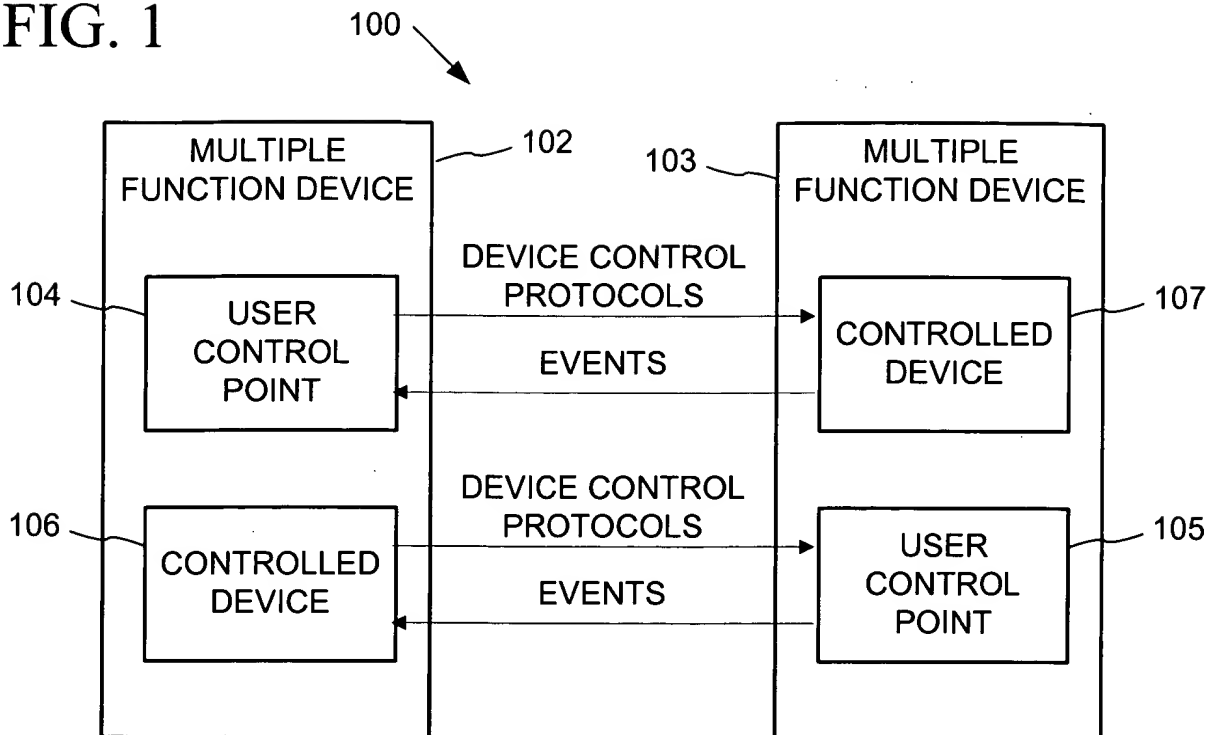 FIG. 1
100
MULTIPLE
FUNCTION DEVICE
102
103
MULTIPLE
FUNCTION DEVICE
104
USER
CONTROL
POINT
DEVICE CONTROL
PROTOCOLS
EVENTS
CONTROLLED
DEVICE
107
106
CONTROLLED
DEVICE
DEVICE CONTROL
PROTOCOLS
EVENTS
USER
CONTROL
POINT
105